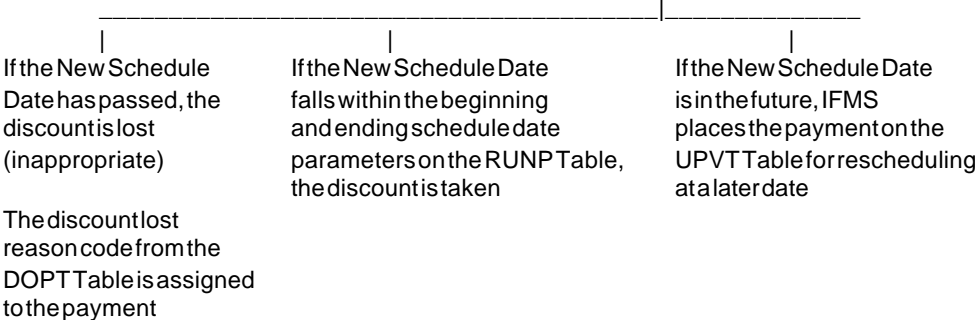 If the New Schedule
Date has passed, the
discount is lost
(inappropriate)
The discount lost
reason code from the
DOPT Table is assigned
to the payment
If the New Schedule Date
falls within the beginning
and ending schedule date
parameters on the RUNP Table,
the discount is taken
If the New Schedule Date
is in the future, IFMS
places the payment on the
UPVT Table for rescheduling
at a later date